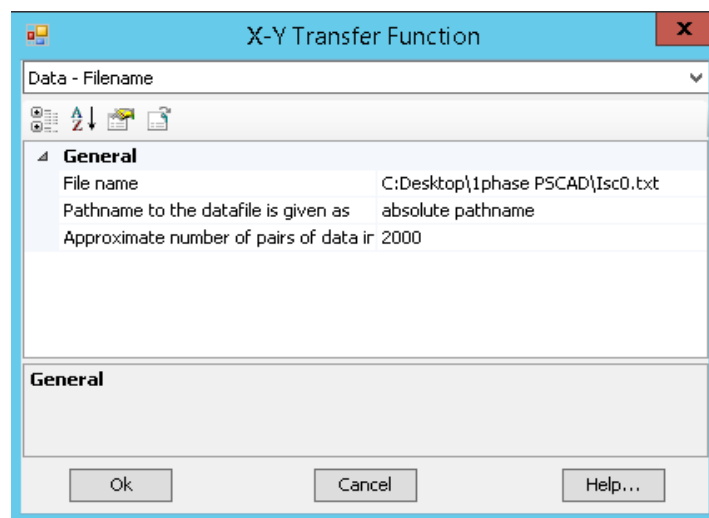 X-Y Transfer Function
x
Data - Filename
A
Z
General
File name C:Desktop\1phase PSCAD\Isc0.txt
Pathname to the datafile is given as absolute pathname
Approximate number of pairs of data ir 2000
General
Ok Cancel Help...